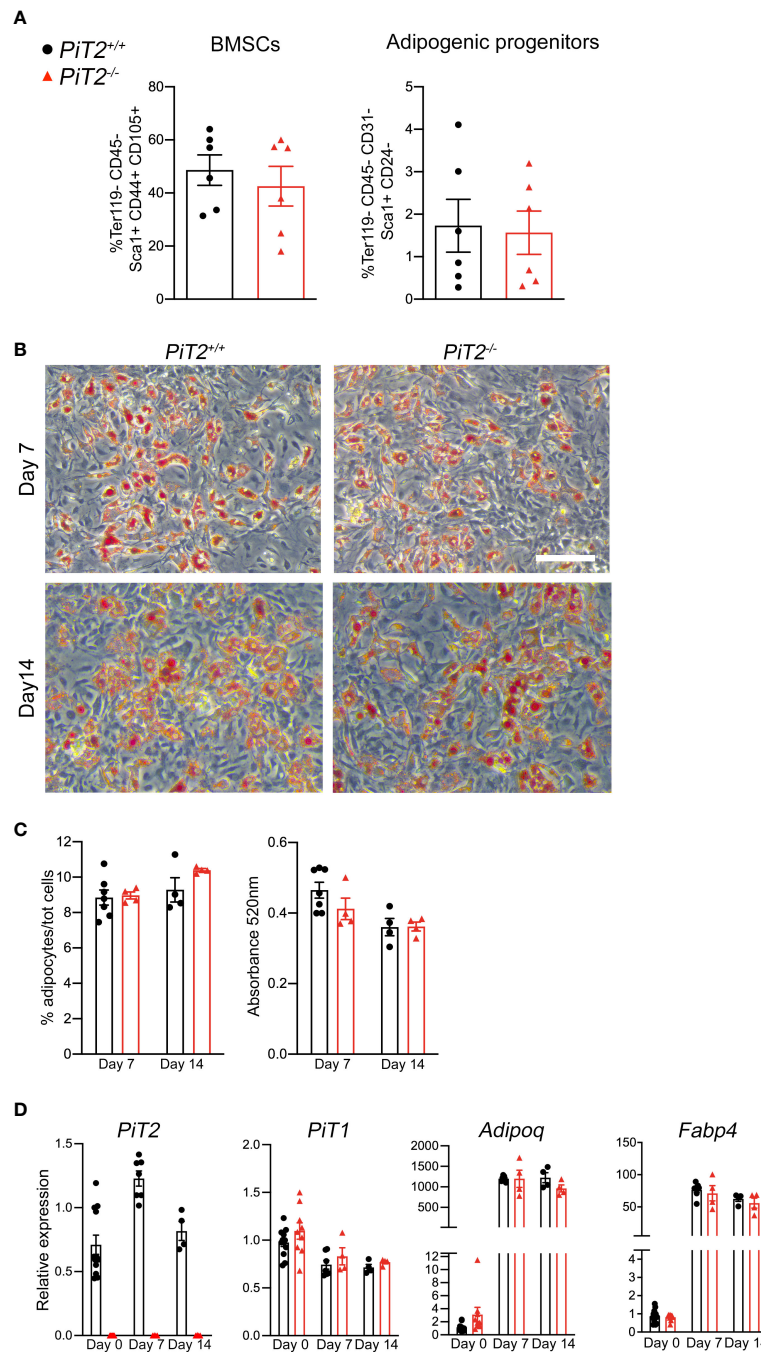 A
PiT2+/+
PiT2-/-
BMSCs
Adipogenic progenitors
%Ter119- CD45-
Sca1+ CD44+ CD105+
80
60
40
20
0
%Ter119- CD45- CD31-
Sca1+ CD24-
5
4
3
2
1
0
B
PiT2+/+
PiT2-/-
Day 7
Day14
C
% adipocytes/tot cells
12
10
8
6
4
2
0
Day 7
Day 14
Absorbance 520nm
0.6
0.4
0.2
0.0
Day 7
Day 14
D
PiT2
PiT1
Adipoq
Fabp4
Relative expression
1.5
1.0
0.5
0.0
Day 0
Day 7
Day 14
2.0
1.5
1.0
0.5
0.0
Day 0
Day 7
Day 14
2000
1500
1000
500
12
10
8
6
4
2
0
Day 0
Day 7
Day 14
150
100
50
4
3
2
1
0
Day 0
Day 7
Day 1